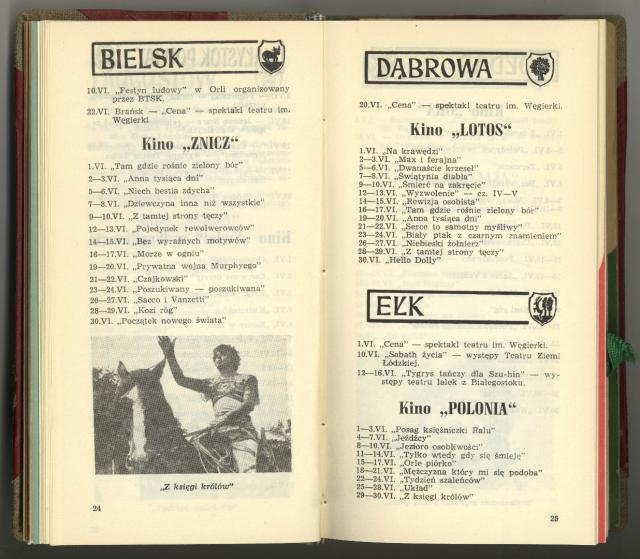 BIELSK
10.VI. „Festyn ludowy" w Orli organizowany
przez BTSK.
22.VI. Brańsk — „Cena" — spektakl teatru im.
Węgierki
Kino „ZNICZ"
1.VI. „Tam gdzie rośnie zielony bór"
2—3.VI. „Anna tysiąca dni"
5—6.VI. „Niech bestia zdycha"
7—8.VI. „Dziewczyna inna niż wszystkie"
9—10.VI. „Z tamtej strony tęczy"
12—13.VI. „Pojedynek rewolwerowców"
14—15.VI. „Bez wyraźnych motywów"
16—17.VI. „Morze w ogniu"
19—20.VI. „Prywatna wojna Murphyego"
21—22.VI. „Czajkowski"
23—24.VI. „Poszukiwany — poszukiwana"
26—27.VI. „Sacco i Vanzetti"
28—29.VI. „Kozi róg"
30.VI. „Początek nowego świata"
„Z księgi królów"
24
DĄBROWA
20.VI. „Cena" — spektakl teatru im. Węgierki.
Kino „LOTOS"
1.VI. „Na krawędzi"
2—3.VI. „Max i ferajna"
5—6.VI. „Dwanaście krzeseł"
7—8.VI. „Świątynia diabła"
9—10.VI. „Śmierć na zakręcie"
12—13.VI. „Wyzwolenie" — cz. IV—V
14—15.VI. „Rewizja osobista"
16—17.VI. „Tam gdzie rośnie zielony bór"
19—20.VI. „Anna tysiąca dni"
21—22.VI. „Serce to samotny myśliwy"
23—24.VI. „Biały ptak z czarnym znamieniem"
26—27.VI. „Niebieski żołnierz"
28—29.VI. „Z tamtej strony tęczy"
30.VI. „Hello Dolly"
EŁK
1.VI. „Cena" — spektakl teatru im. Węgierki.
10.VI. „Sabath życia" — występy Teatru Ziemi
Łódzkiej.
12—16.VI. „Tygrys tańczy dla Szu-hin" — wy-
stępy teatru lalek z Białegostoku.
Kino „POLONIA"
1—3.VI. „Posąg księżniczki Ralu"
4—7.VI. „Jeźdźcy"
8—10.VI. „Jezioro osobliwości"
11—14.VI. „Tylko wtedy gdy się śmieję"
15—17.VI. „Orle piórko"
18—21.VI. „Mężczyzna który mi się podoba"
22—24.VI. „Tydzień szaleńców"
25—28.VI. „Układ"
29—30.VI. „Z księgi królów"
25